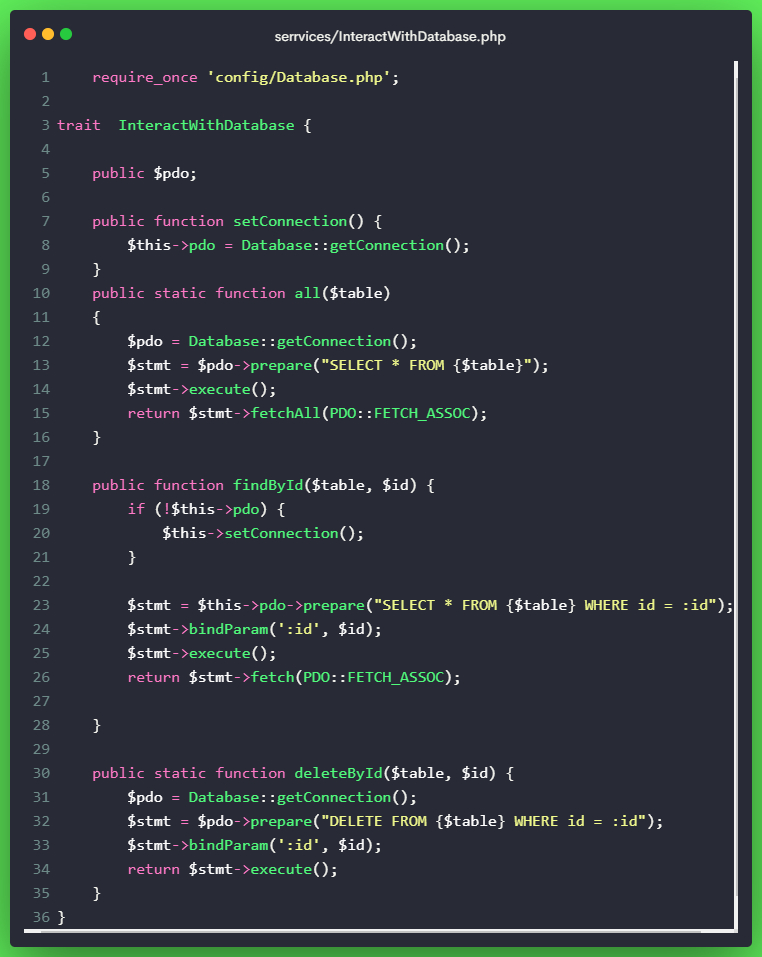 serrvices/InteractWithDatabase.php
1     require_once 'config/Database.php';
2
3 trait  InteractWithDatabase {
4
5     public $pdo;
6
7     public function setConnection() {
8         $this->pdo = Database::getConnection();
9     }
10     public static function all($table)
11     {
12         $pdo = Database::getConnection();
13         $stmt = $pdo->prepare("SELECT * FROM {$table}");
14         $stmt->execute();
15         return $stmt->fetchAll(PDO::FETCH_ASSOC);
16     }
17
18     public function findById($table, $id) {
19         if (!$this->pdo) {
20             $this->setConnection();
21         }
22
23         $stmt = $this->pdo->prepare("SELECT * FROM {$table} WHERE id = :id");
24         $stmt->bindParam(':id', $id);
25         $stmt->execute();
26         return $stmt->fetch(PDO::FETCH_ASSOC);
27
28     }
29
30     public static function deleteById($table, $id) {
31         $pdo = Database::getConnection();
32         $stmt = $pdo->prepare("DELETE FROM {$table} WHERE id = :id");
33         $stmt->bindParam(':id', $id);
34         return $stmt->execute();
35     }
36 }